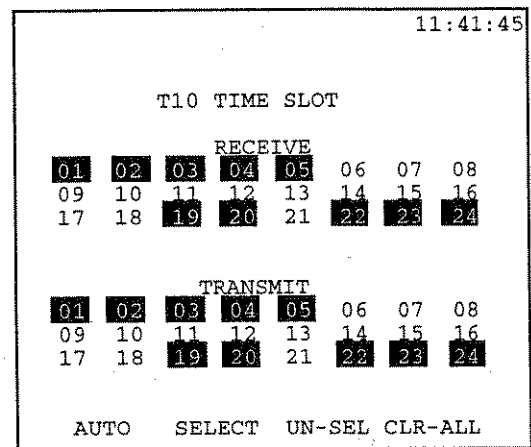 11:41:45
T10 TIME SLOT
RECEIVE
01 02 03 04 05 06 07 08
09 10 11 12 13 14 15 16
17 18 19 20 21 22 23 24
TRANSMIT
01 02 03 04 05 06 07 08
09 10 11 12 13 14 15 16
17 18 19 20 21 22 23 24
AUTO SELECT UN-SEL CLR-ALL